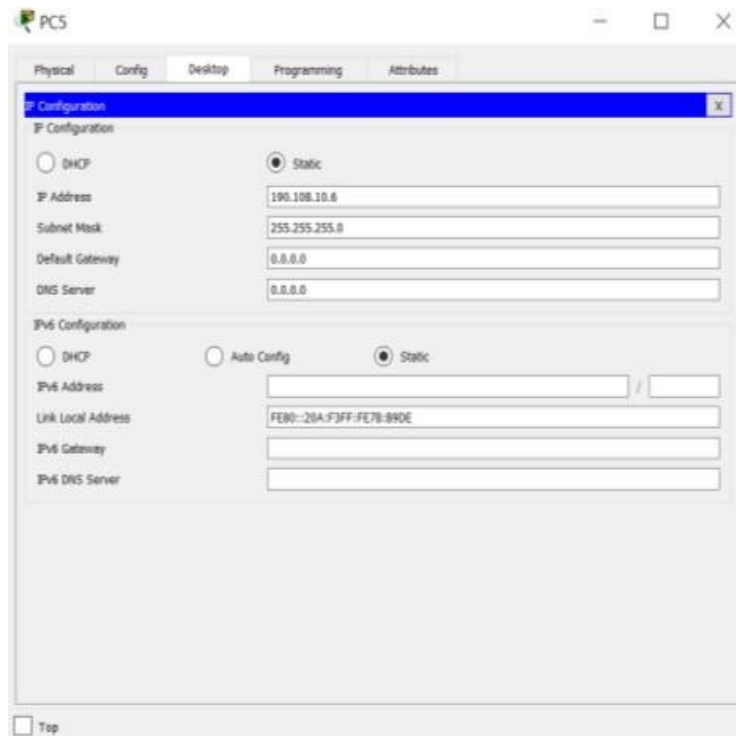 PC5
Physical Config Desktop Programming Attributes
IP Configuration X
IP Configuration
DHCP Static
IP Address 190.108.10.6
Subnet Mask 255.255.255.0
Default Gateway 0.0.0.0
DNS Server 0.0.0.0
IPv6 Configuration
DHCP Auto Config Static
IPv6 Address /
Link Local Address FE80::20A:F3FF:FE7B:B9DE
IPv6 Gateway
IPv6 DNS Server
Top